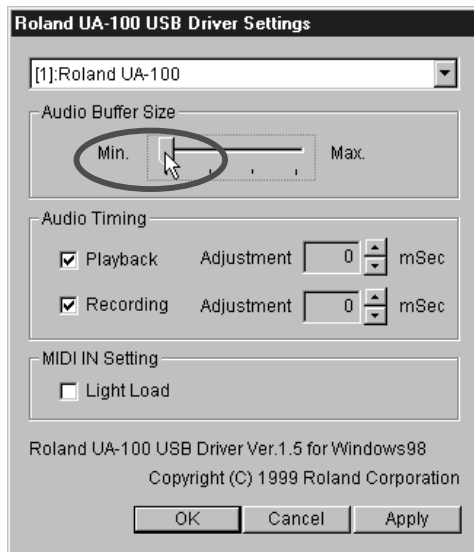 Roland UA-100 USB Driver Settings
[1]:Roland UA-100
Audio Buffer Size
Min. Max.
Audio Timing
Playback Adjustment 0 mSec
Recording Adjustment 0 mSec
MIDI IN Setting
Light Load
Roland UA-100 USB Driver Ver.1.5 for Windows98
Copyright (C) 1999 Roland Corporation
OK Cancel Apply